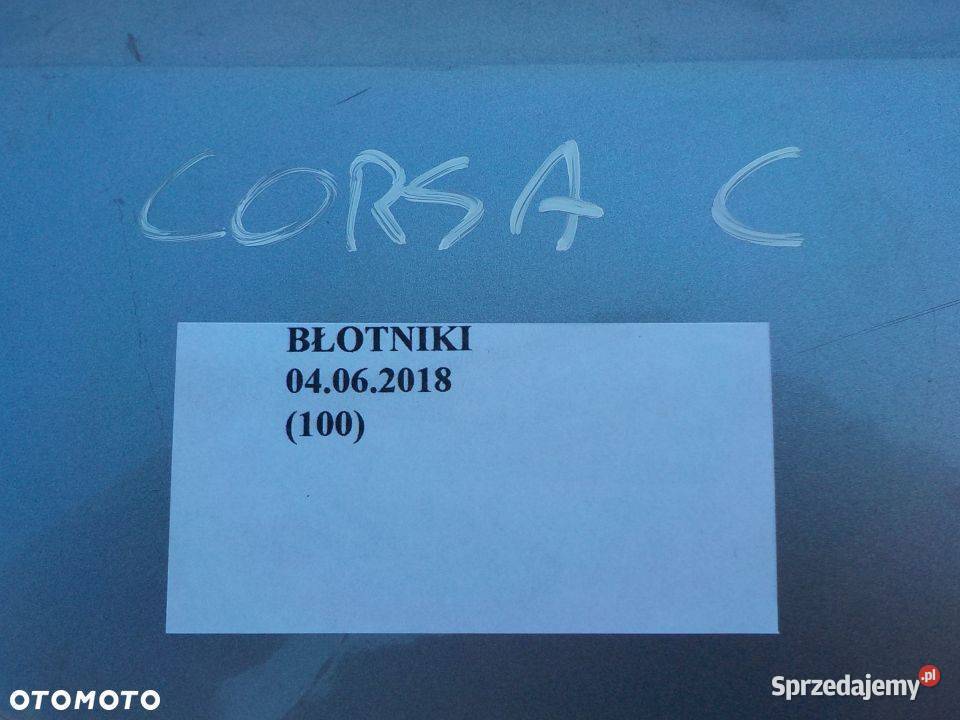 CORSA C
BŁOTNIKI
04.06.2018
(100)
OTOMOTO
Sprzedajemy.pl